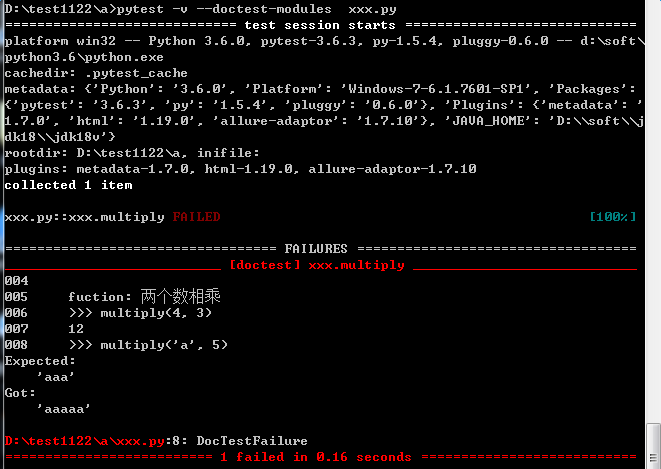 D:\test1122\a>pytest -v --doctest-modules  xxx.py
============================= test session starts =============================
platform win32 -- Python 3.6.0, pytest-3.6.3, py-1.5.4, pluggy-0.6.0 -- d:\soft\
python3.6\python.exe
cachedir: .pytest_cache
metadata: {'Python': '3.6.0', 'Platform': 'Windows-7-6.1.7601-SP1', 'Packages':
{'pytest': '3.6.3', 'py': '1.5.4', 'pluggy': '0.6.0'}, 'Plugins': {'metadata': '
1.7.0', 'html': '1.19.0', 'allure-adaptor': '1.7.10'}, 'JAVA_HOME': 'D:\\soft\\j
dk18\\jdk18v'}
rootdir: D:\test1122\a, inifile:
plugins: metadata-1.7.0, html-1.19.0, allure-adaptor-1.7.10
collected 1 item
xxx.py::xxx.multiply FAILED                                              [100%]
================================== FAILURES ===================================
___________________________ [doctest] xxx.multiply ____________________________
004
005     fuction: 两个数相乘
006     >>> multiply(4, 3)
007     12
008     >>> multiply('a', 5)
Expected:
    'aaa'
Got:
    'aaaaa'
D:\test1122\a\xxx.py:8: DocTestFailure
========================== 1 failed in 0.16 seconds ===========================